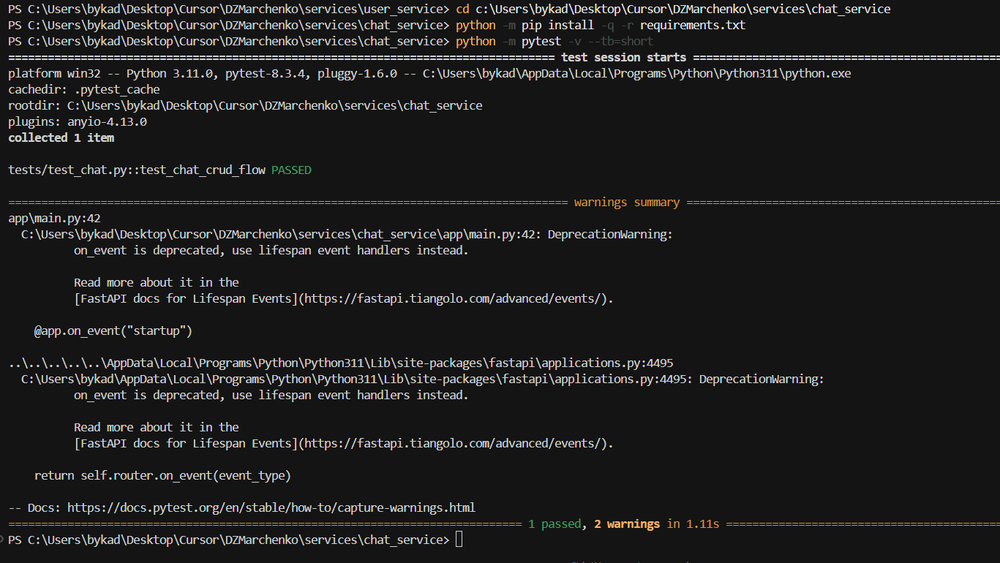 PS C:\Users\bykad\Desktop\Cursor\DZMarchenko\services\user_service> cd c:\Users\bykad\Desktop\Cursor\DZMarchenko\services\chat_service
PS C:\Users\bykad\Desktop\Cursor\DZMarchenko\services\chat_service> python -m pip install -q -r requirements.txt
PS C:\Users\bykad\Desktop\Cursor\DZMarchenko\services\chat_service> python -m pytest -v --tb=short
=================================================================================== test session starts ===============================================
platform win32 -- Python 3.11.0, pytest-8.3.4, pluggy-1.6.0 -- C:\Users\bykad\AppData\Local\Programs\Python\Python311\python.exe
cachedir: .pytest_cache
rootdir: C:\Users\bykad\Desktop\Cursor\DZMarchenko\services\chat_service
plugins: anyio-4.13.0
collected 1 item
tests/test_chat.py::test_chat_crud_flow PASSED
===================================================================================== warnings summary ================================================
app\main.py:42
C:\Users\bykad\Desktop\Cursor\DZMarchenko\services\chat_service\app\main.py:42: DeprecationWarning:
on_event is deprecated, use lifespan event handlers instead.
Read more about it in the
[FastAPI docs for Lifespan Events](https://fastapi.tiangolo.com/advanced/events/).
@app.on_event("startup")
..\..\..\..\..\AppData\Local\Programs\Python\Python311\Lib\site-packages\fastapi\applications.py:4495
C:\Users\bykad\AppData\Local\Programs\Python\Python311\Lib\site-packages\fastapi\applications.py:4495: DeprecationWarning:
on_event is deprecated, use lifespan event handlers instead.
Read more about it in the
[FastAPI docs for Lifespan Events](https://fastapi.tiangolo.com/advanced/events/).
return self.router.on_event(event_type)
-- Docs: https://docs.pytest.org/en/stable/how-to/capture-warnings.html
============================================================================== 1 passed, 2 warnings in 1.11s ==========================================
PS C:\Users\bykad\Desktop\Cursor\DZMarchenko\services\chat_service>